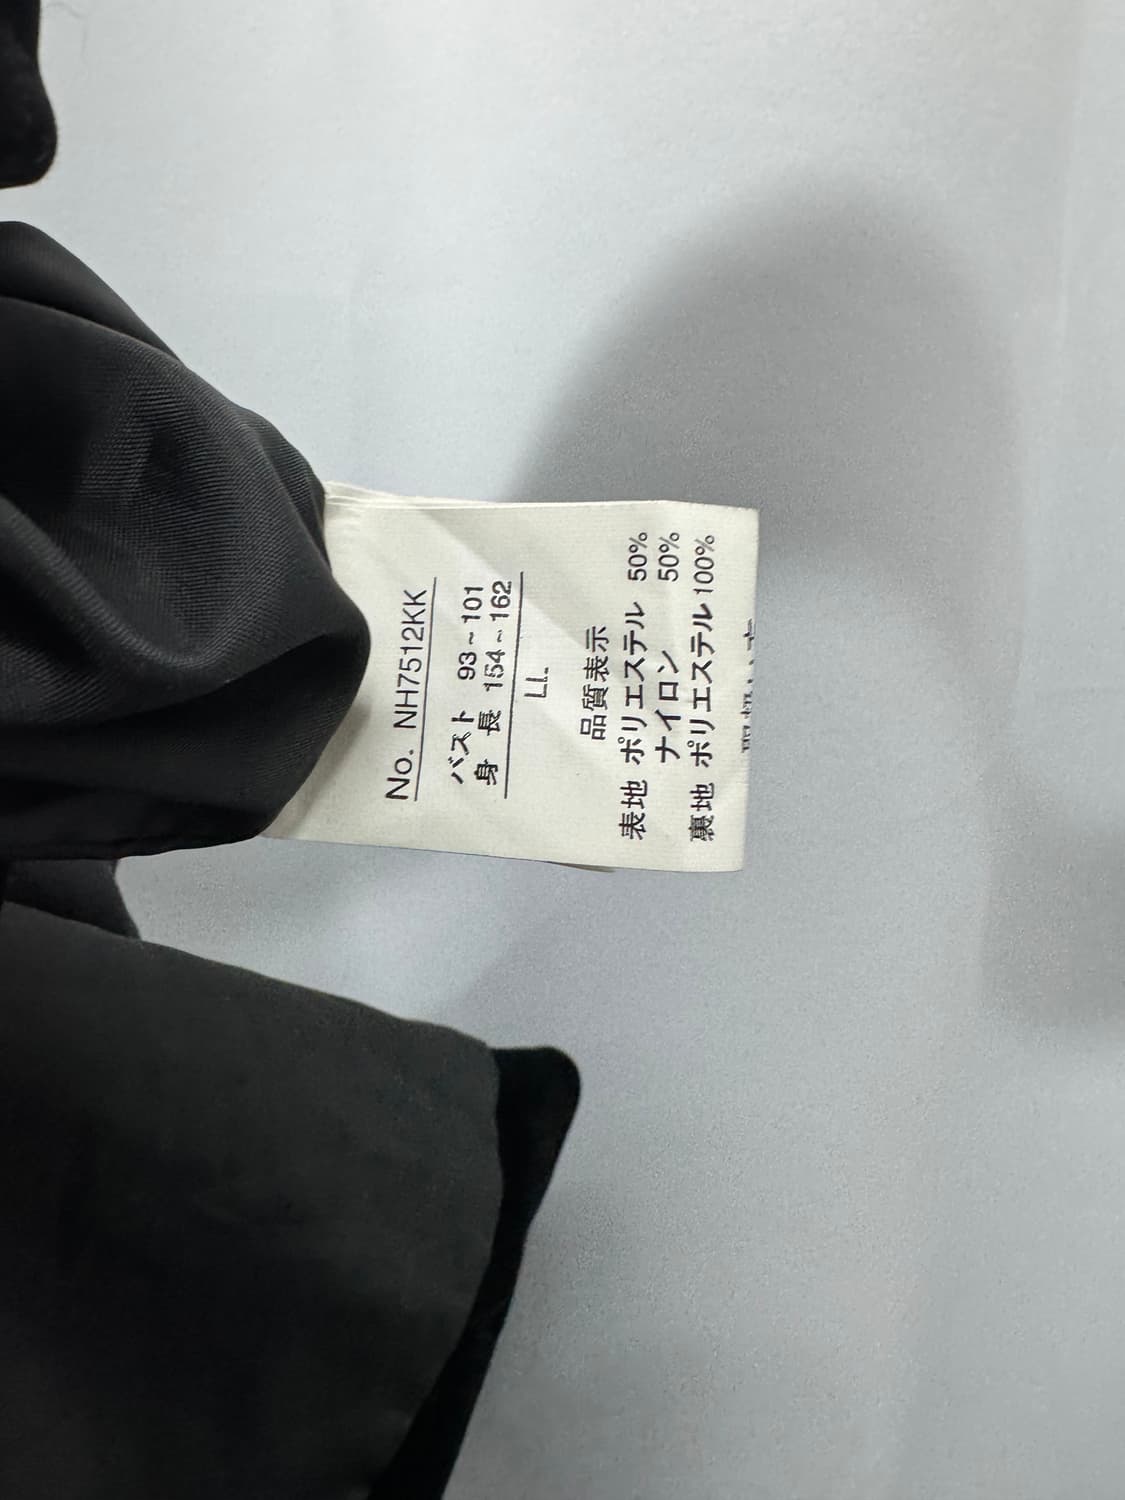 No. NH7512KK
バスト 93~101
身 長 154~162
LL
品質表示
表地 ポリエステル 50%
ナイロン 50%
裏地 ポリエステル 100%